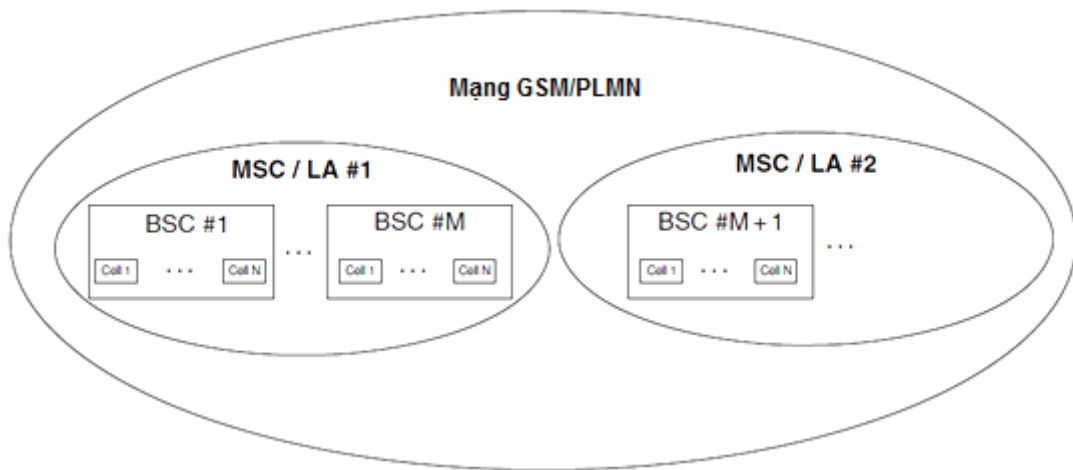 Mạng GSM/PLMN
MSC / LA #1
MSC / LA #2
BSC #1
...
BSC #M
BSC #M + 1
...
Cell 1 ... Cell N
Cell 1 ... Cell N
Cell 1 ... Cell N